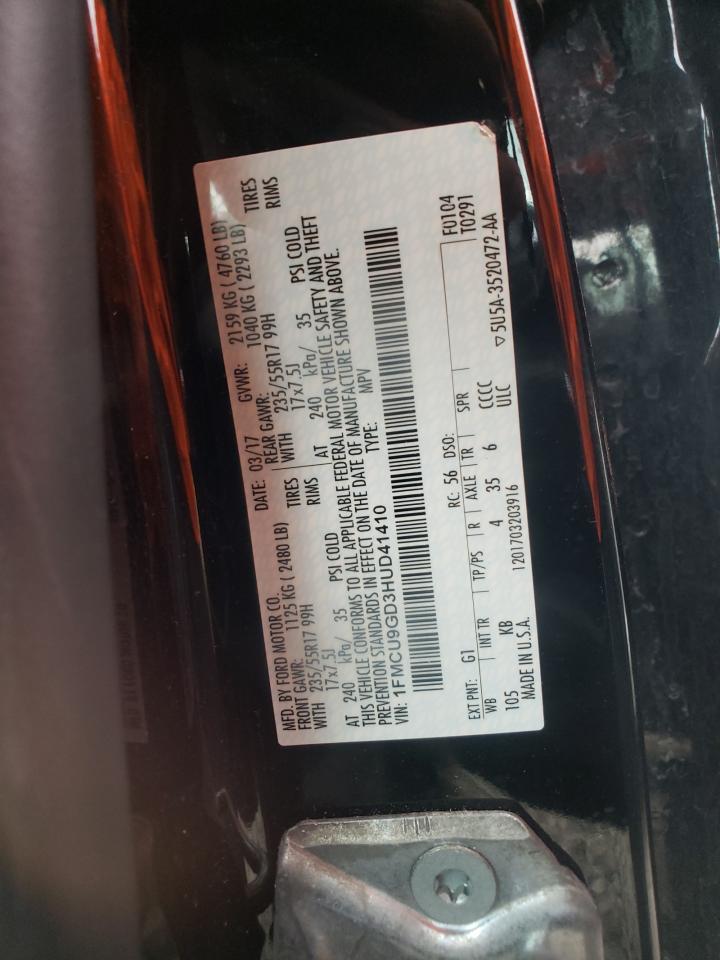 MFD. BY FORD MOTOR CO.
DATE: 03/17 GVWR: 2159 KG ( 4760 LB)
FRONT GAWR: 1125 KG ( 2480 LB) REAR GAWR: 1040 KG ( 2293 LB)
WITH 235/55R17 99H TIRES WITH 235/55R17 99H TIRES
17x7.5J RIMS 17x7.5J RIMS
AT 240 kPa/ 35 PSI COLD AT 240 kPa/ 35 PSI COLD
THIS VEHICLE CONFORMS TO ALL APPLICABLE FEDERAL MOTOR VEHICLE SAFETY AND THEFT
PREVENTION STANDARDS IN EFFECT ON THE DATE OF MANUFACTURE SHOWN ABOVE.
VIN: 1FMCU9GD3HUD41410 TYPE: MPV
F0104
EXT PNT: G1 RC: 56 DSO: T0291
WB INT TR TP/PS R AXLE TR SPR
105 KB 4 35 6 CCCC ▽5U5A-3520472-AA
MADE IN U.S.A. 1201703203916 ULC